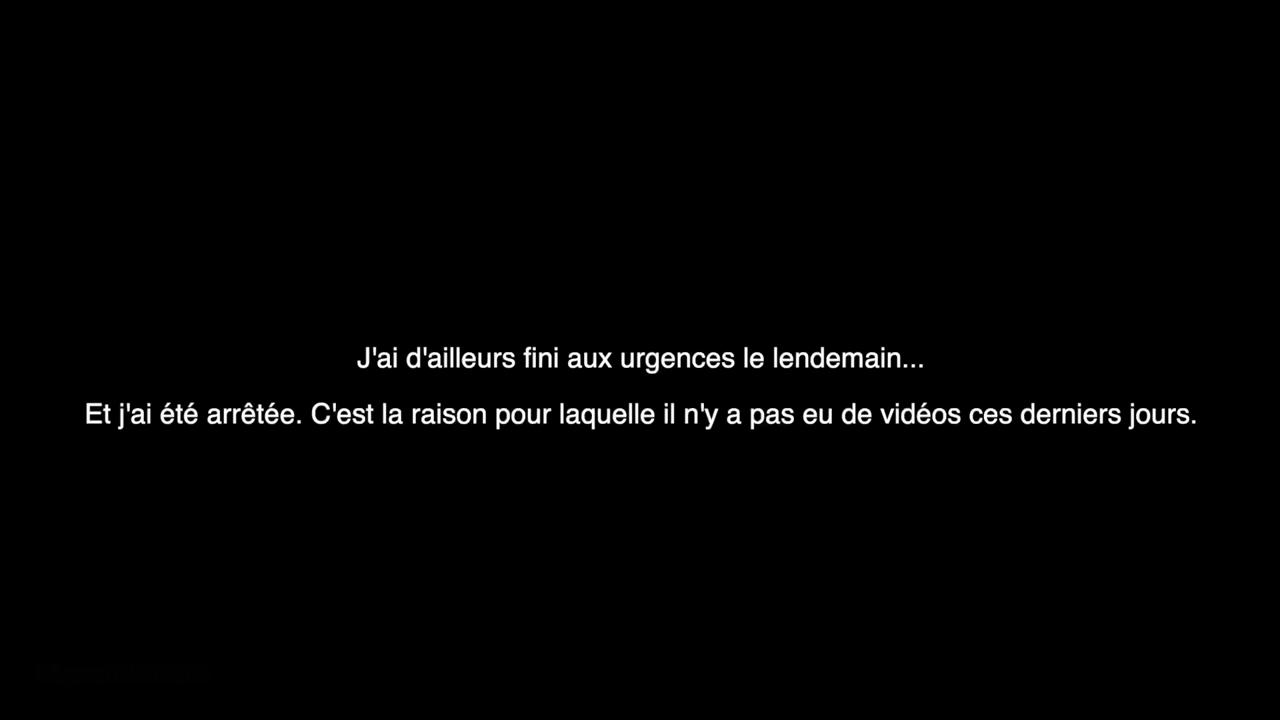 J'ai d'ailleurs fini aux urgences le lendemain...
Et j'ai été arrêtée. C'est la raison pour laquelle il n'y a pas eu de vidéos ces derniers jours.